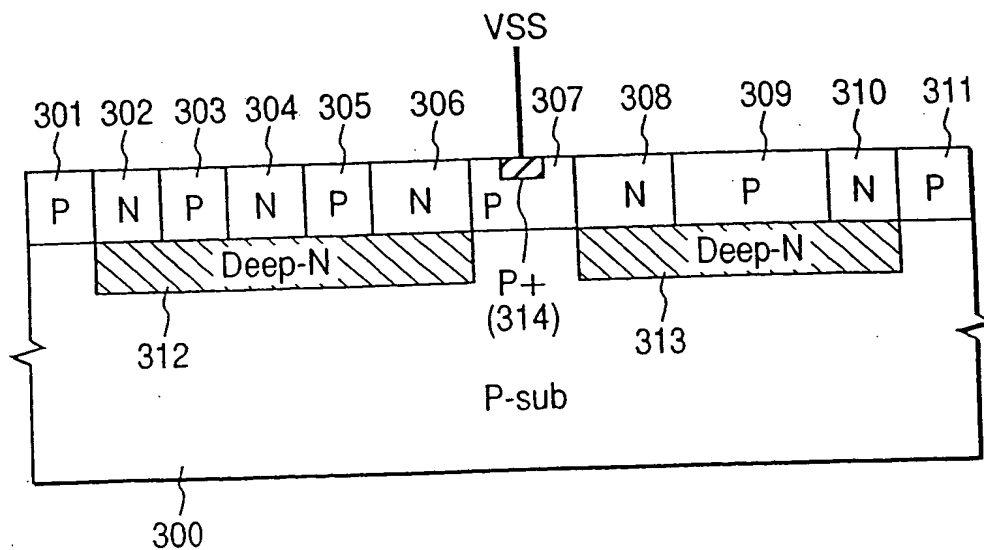 VSS
301 302 303 304 305 306 307 308 309 310 311
P N P N P N P N P N P
Deep-N Deep-N
P+
(314)
312 313
P-sub
300